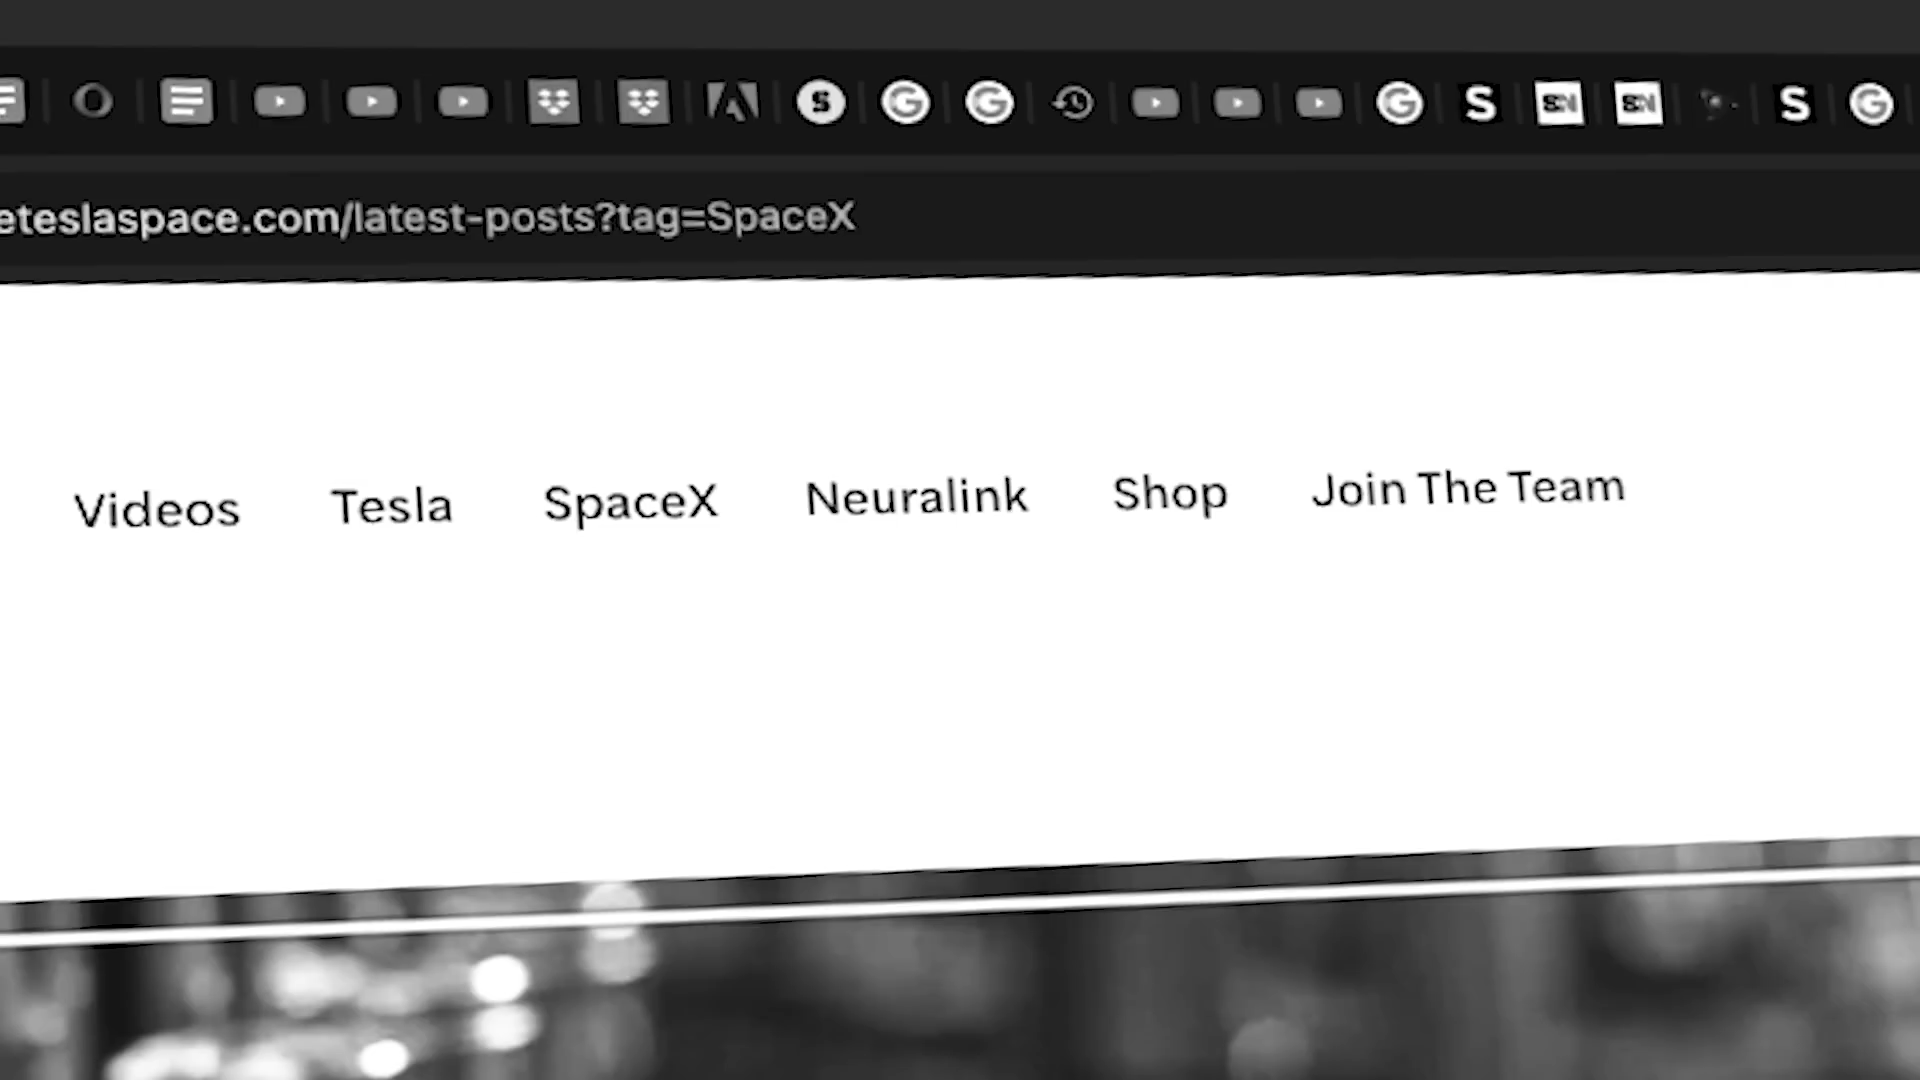 eteslaspace.com/latest-posts?tag=SpaceX
Videos Tesla SpaceX Neuralink Shop Join The Team